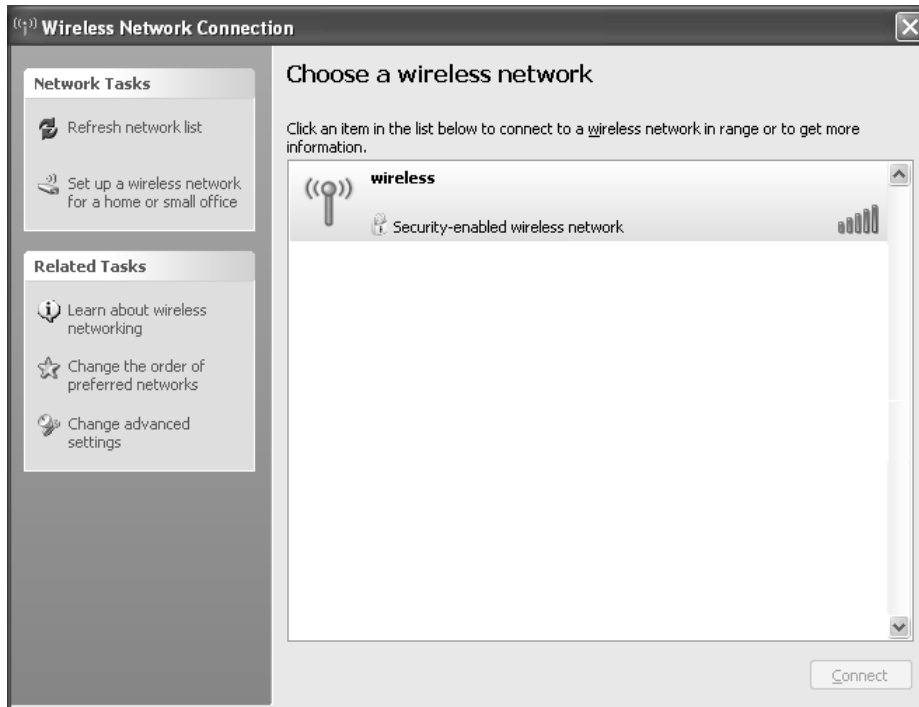 Wireless Network Connection
Network Tasks
Refresh network list
Set up a wireless network
for a home or small office
Related Tasks
Learn about wireless
networking
Change the order of
preferred networks
Change advanced
settings
Choose a wireless network
Click an item in the list below to connect to a wireless network in range or to get more
information.
wireless
Security-enabled wireless network
Connect